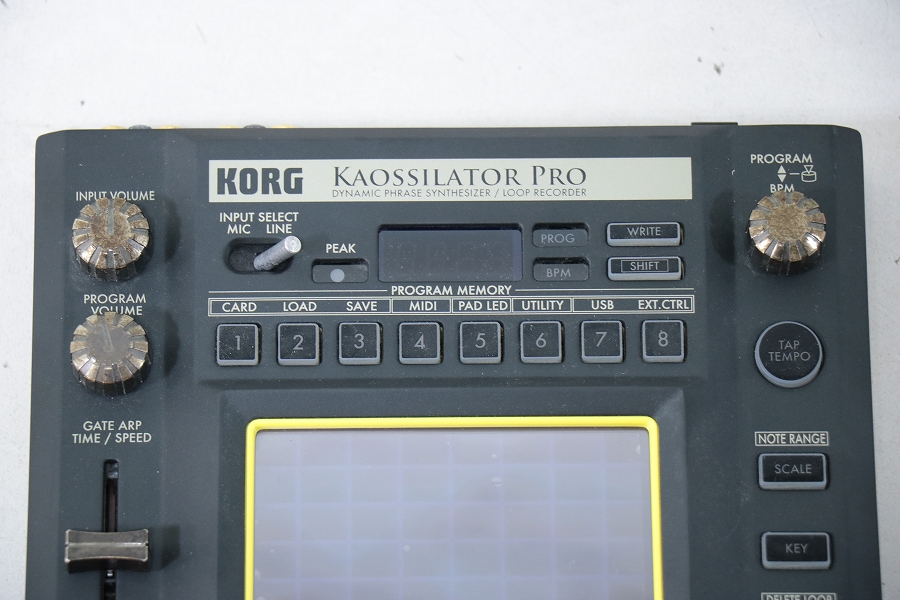 KORG KAOSSILATOR PRO
DYNAMIC PHRASE SYNTHESIZER / LOOP RECORDER
INPUT VOLUME
INPUT SELECT
MIC LINE
PEAK
PROG
BPM
WRITE
SHIFT
PROGRAM
BPM
PROGRAM MEMORY
CARD LOAD SAVE MIDI PAD LED UTILITY USB EXT.CTRL
1 2 3 4 5 6 7 8
PROGRAM
VOLUME
TAP
TEMPO
GATE ARP
TIME / SPEED
NOTE RANGE
SCALE
KEY
DELETE LOOP